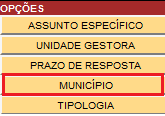 OPÇÕES
ASSUNTO ESPECÍFICO
UNIDADE GESTORA
PRAZO DE RESPOSTA
MUNICÍPIO
TIPOLOGIA